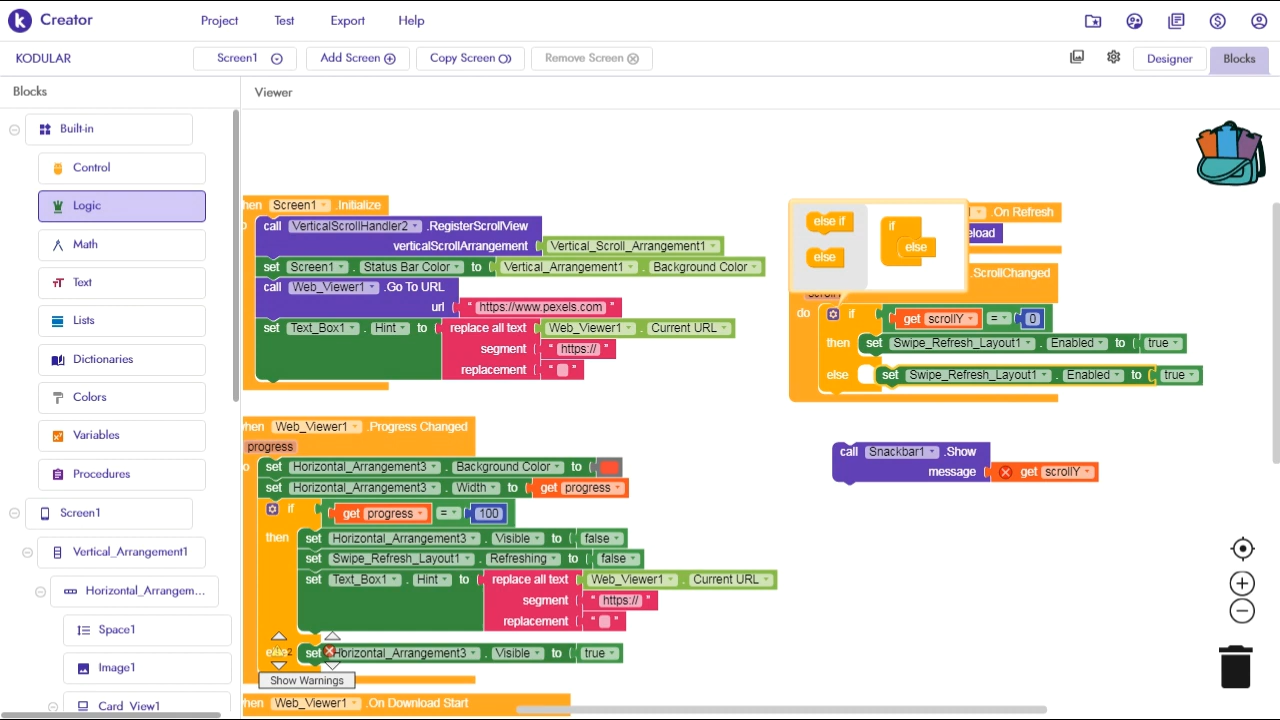 Creator Project Test Export Help
KODULAR Screen1 Add Screen Copy Screen Remove Screen Designer Blocks
Blocks
Viewer
Built-in
Control
Logic
Math
Text
Lists
Dictionaries
Colors
Variables
Procedures
Screen1
Vertical_Arrangement1
Horizontal_Arrangem...
Space1
Image1
Card_View1
hen Screen1 .Initialize
call VerticalScrollHandler2 .RegisterScrollView
verticalScrollArrangement Vertical_Scroll_Arrangement1
set Screen1 . Status Bar Color to Vertical_Arrangement1 . Background Color
call Web_Viewer1 .Go To URL
url " https://www.pexels.com "
set Text_Box1 . Hint to replace all text Web_Viewer1 . Current URL
segment " https:// "
replacement " "
hen Web_Viewer1 .Progress Changed
progress
set Horizontal_Arrangement3 . Background Color to
set Horizontal_Arrangement3 . Width to get progress
if get progress = 100
then set Horizontal_Arrangement3 . Visible to false
set Swipe_Refresh_Layout1 . Refreshing to false
set Text_Box1 . Hint to replace all text Web_Viewer1 . Current URL
segment " https:// "
replacement " "
set Horizontal_Arrangement3 . Visible to true
Show Warnings
hen Web_Viewer1 .On Download Start
else if
else
if
else
.On Refresh
eload
.ScrollChanged
do if get scrollY = 0
then set Swipe_Refresh_Layout1 . Enabled to true
else set Swipe_Refresh_Layout1 . Enabled to true
call Snackbar1 .Show
message get scrollY